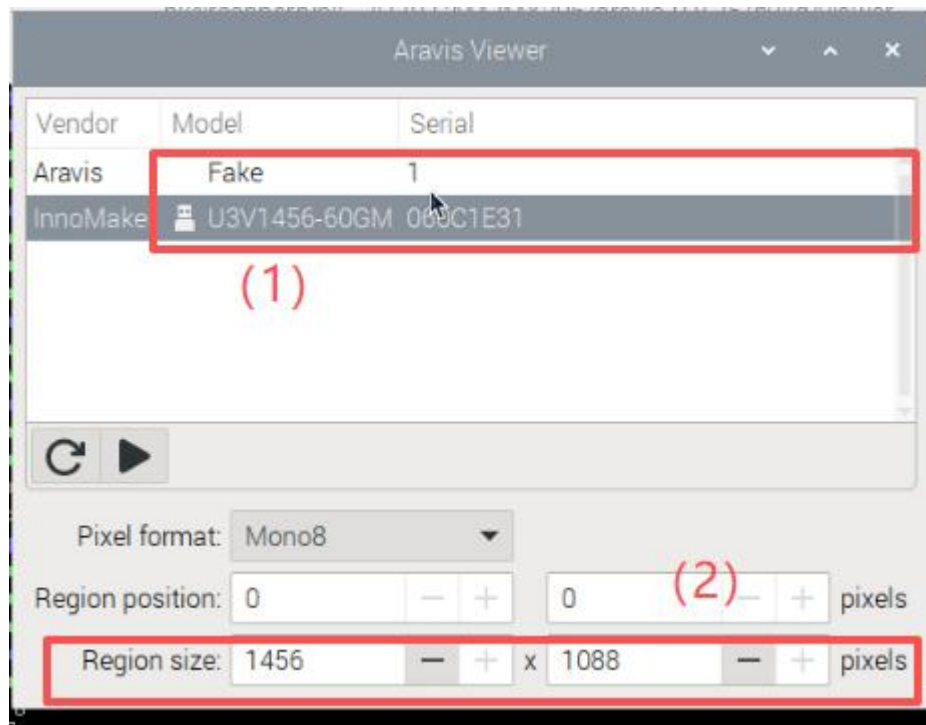 Aravis Viewer
Vendor Model Serial
Aravis Fake 1
InnoMake U3V1456-60GM 060C1E31
(1)
Pixel format: Mono8
(2)
Region position: 0 0 pixels
Region size: 1456 x 1088 pixels